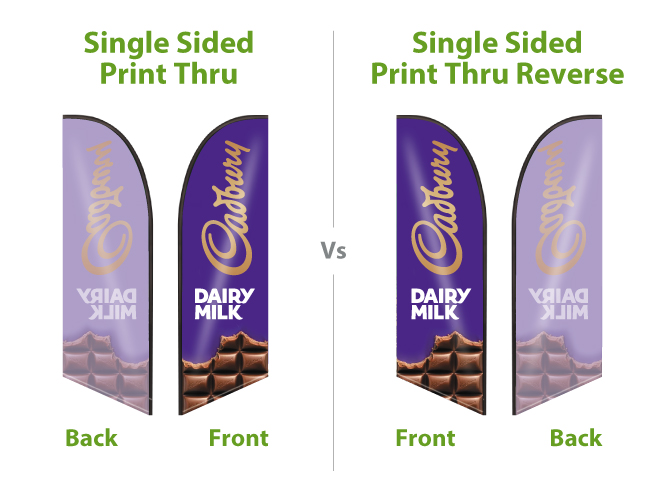 Single Sided
Print Thru
Cadbury
DAIRY
MILK
Cadbury
DAIRY
MILK
Back
Front
Vs
Single Sided
Print Thru Reverse
Cadbury
DAIRY
MILK
Cadbury
DAIRY
MILK
Front
Back